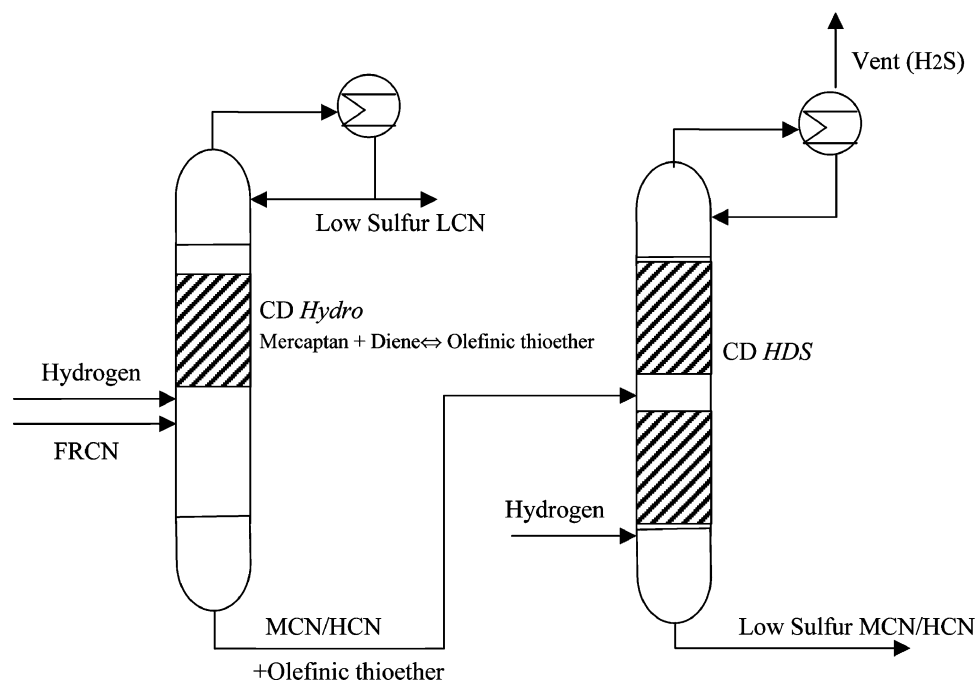 Vent (H2S)
Low Sulfur LCN
CD Hydro
Mercaptan + Diene⇔ Olefinic thioether
CD HDS
Hydrogen
FRCN
Hydrogen
MCN/HCN
+Olefinic thioether
Low Sulfur MCN/HCN